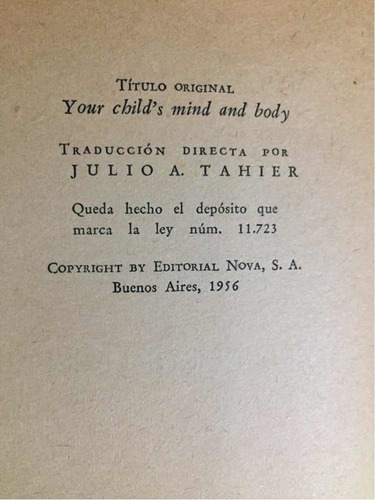 TÍTULO ORIGINAL
Your child's mind and body
TRADUCCIÓN DIRECTA POR
JULIO A. TAHIER
Queda hecho el depósito que
marca la ley núm. 11.723
COPYRIGHT BY EDITORIAL NOVA, S. A.
Buenos Aires, 1956